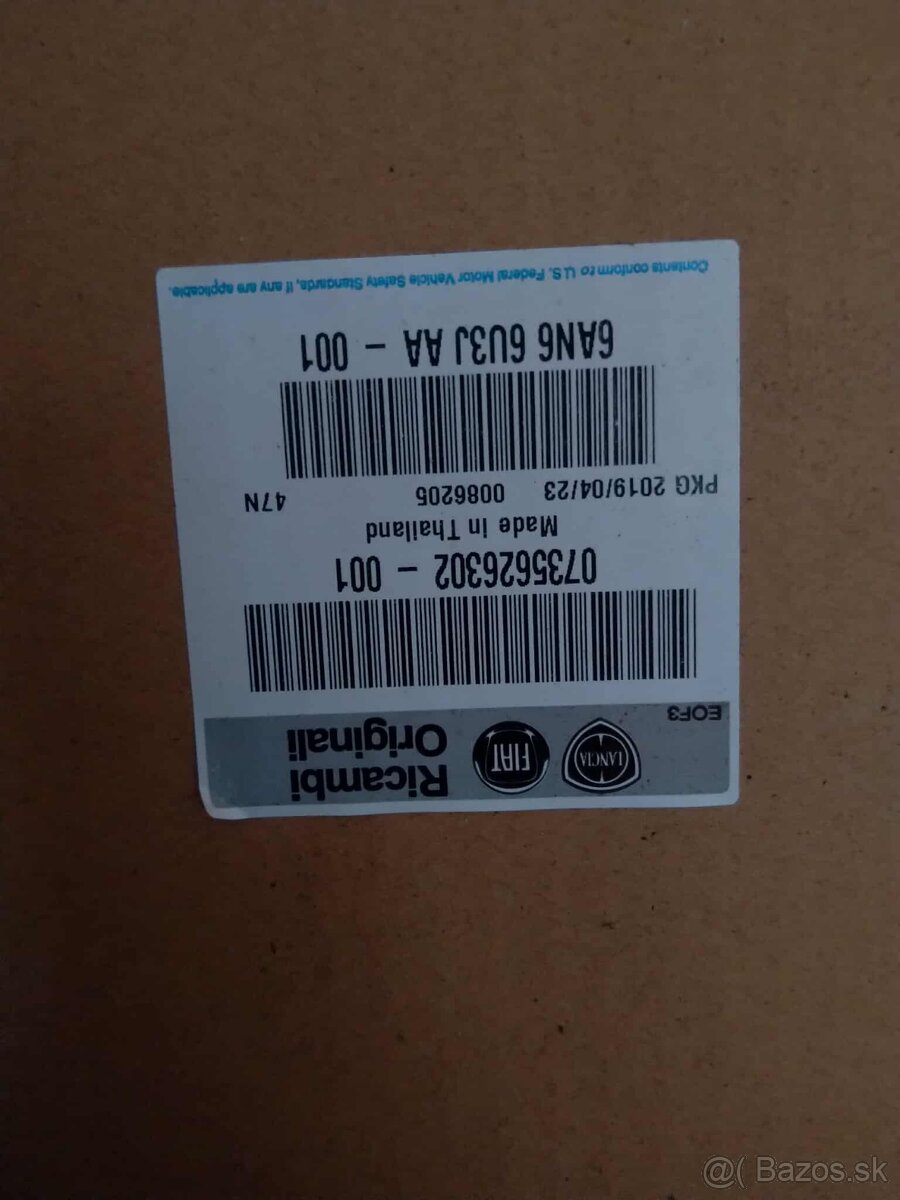 LANCIA
FIAT
Ricambi
Originali
EOF3
0735626302 - 001
Made in Thailand
PKG 2019/04/23 0086205 47N
6AN6 6U3J AA - 001
Contents conform to U.S. Federal Motor Vehicle Safety Standards, if any are applicable.
@( Bazos.sk